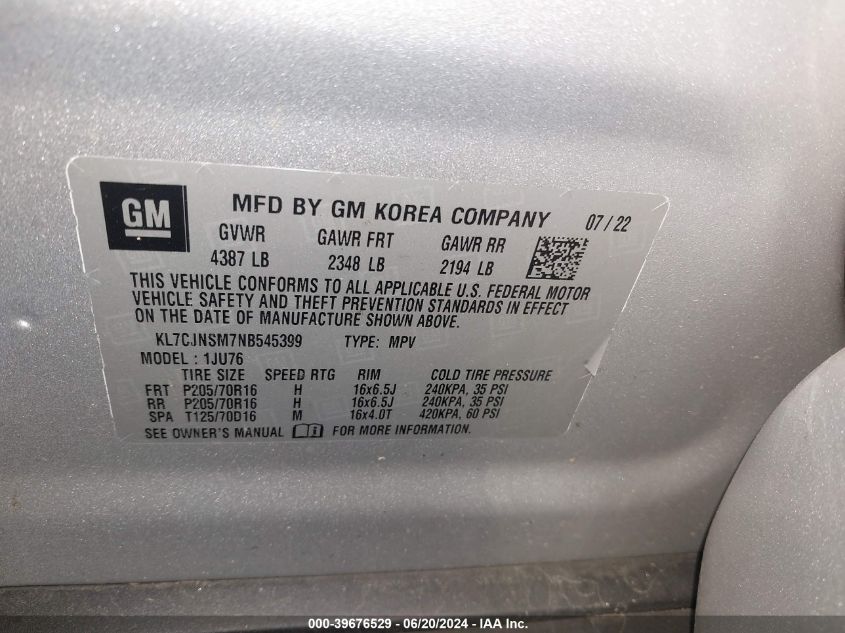 GM
MFD BY GM KOREA COMPANY 07 / 22
GVWR GAWR FRT GAWR RR
4387 LB 2348 LB 2194 LB
THIS VEHICLE CONFORMS TO ALL APPLICABLE U.S. FEDERAL MOTOR
VEHICLE SAFETY AND THEFT PREVENTION STANDARDS IN EFFECT
ON THE DATE OF MANUFACTURE SHOWN ABOVE.
KL7CJNSM7NB545399 TYPE: MPV
MODEL : 1JU76
TIRE SIZE SPEED RTG RIM COLD TIRE PRESSURE
FRT P205/70R16 H 16x6.5J 240KPA, 35 PSI
RR P205/70R16 H 16x6.5J 240KPA, 35 PSI
SPA T125/70D16 M 16x4.0T 420KPA, 60 PSI
SEE OWNER'S MANUAL FOR MORE INFORMATION.
000-39676529 - 06/20/2024 - IAA Inc.